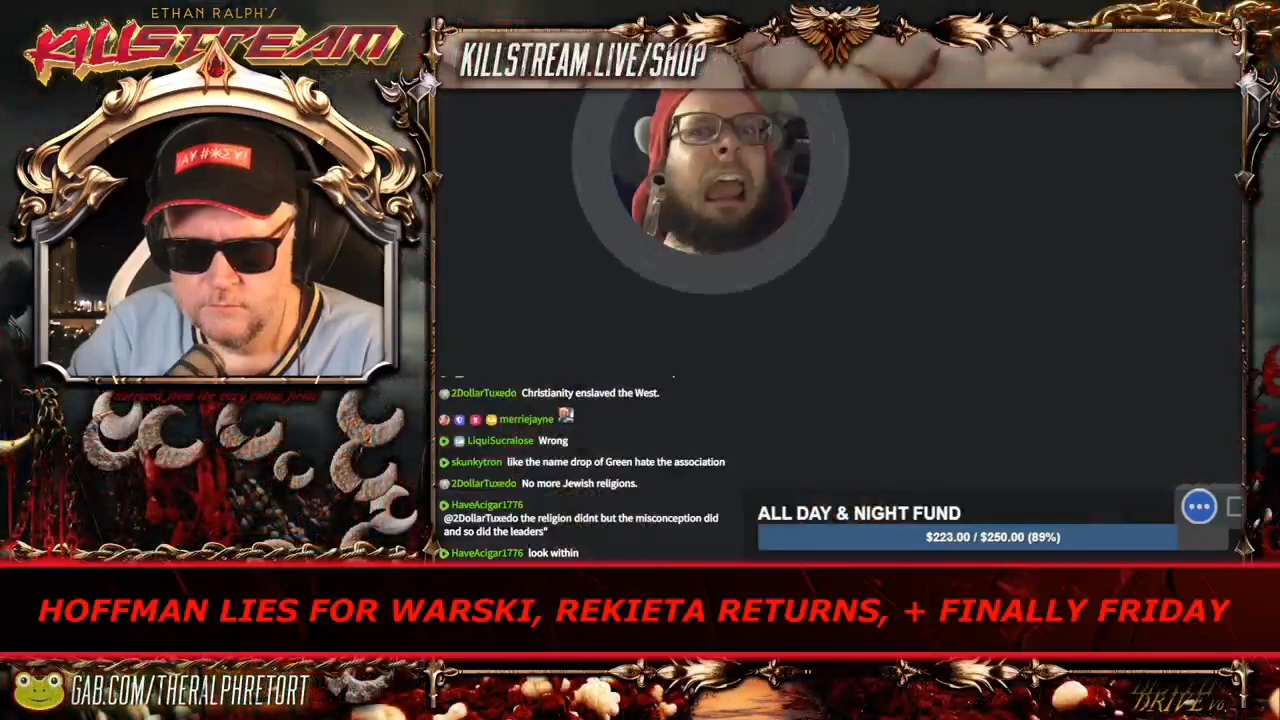 ETHAN RALPH'S
KILLSTREAM
KILLSTREAM.LIVE/SHOP
2DollarTuxedo Christianity enslaved the West.
merriejayne
LiquiSucralose Wrong
skunkytron like the name drop of Green hate the association
2DollarTuxedo No more Jewish religions.
HaveAcigar1776
@2DollarTuxedo the religion didnt but the misconception did
and so did the leaders"
HaveAcigar1776 look within
ALL DAY & NIGHT FUND
$223.00 / $250.00 (89%)
HOFFMAN LIES FOR WARSKI, REKIETA RETURNS, + FINALLY FRIDAY
GAB.COM/THERALPHRETORT